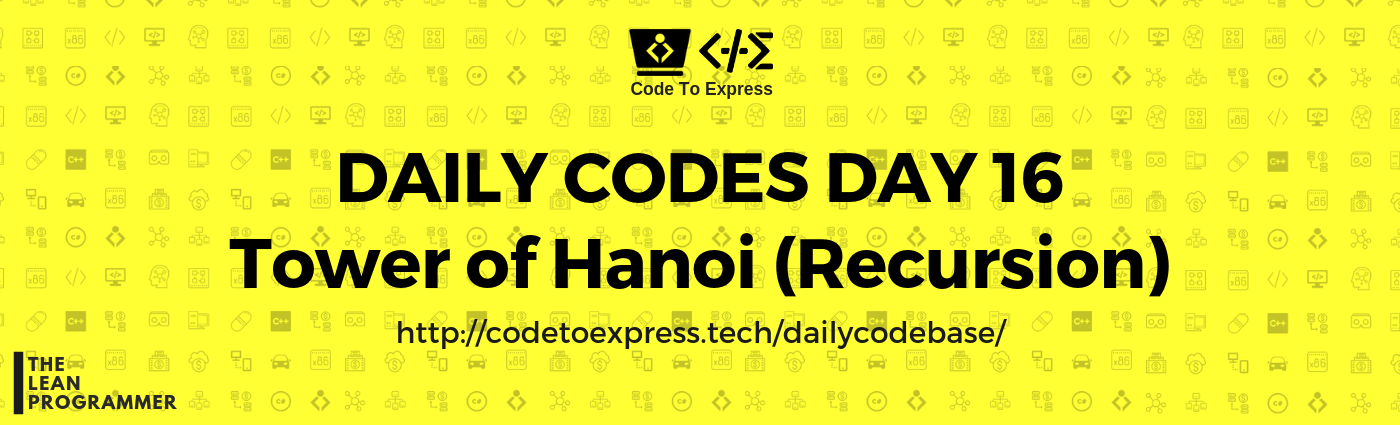 Code To Express
DAILY CODES DAY 16
Tower of Hanoi (Recursion)
http://codetoexpress.tech/dailycodebase/
THE
LEAN
PROGRAMMER